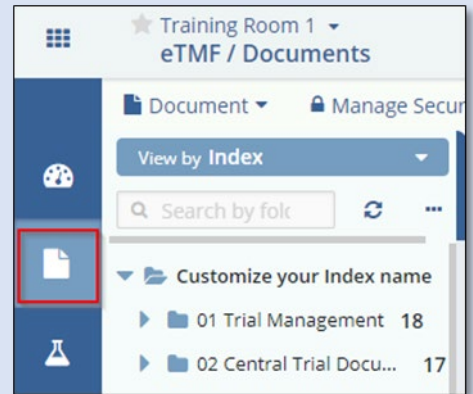 Training Room 1
eTMF / Documents
Document Manage Secur
View by Index
Search by folc
Customize your Index name
01 Trial Management 18
02 Central Trial Docu... 17